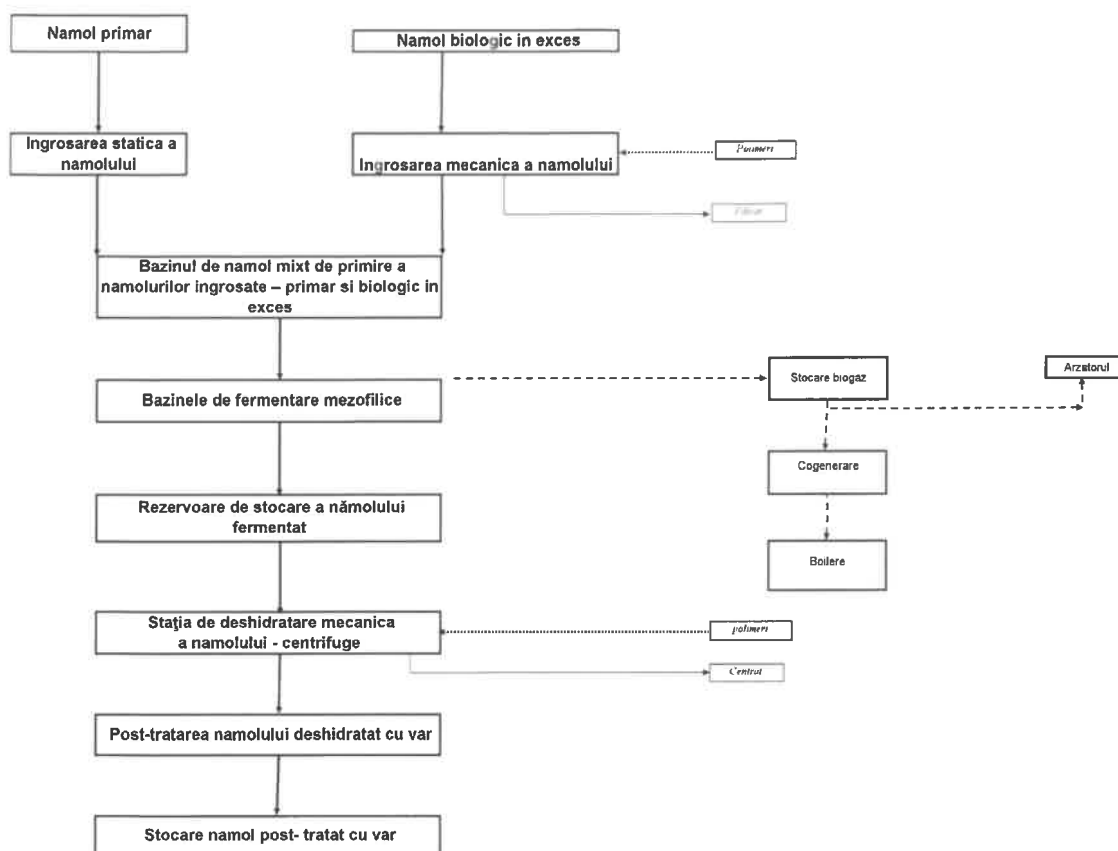 Namol primar
Namol biologic in exces
Ingrosarea statica a
namolului
Ingrosarea mecanica a namolului
Polimeri
Bazinul de namol mixt de primire a
namolurilor ingrosate – primar si biologic in
exces
Bazinele de fermentare mezofilice
Stocare biogaz
Arzatorul
Cogenerare
Rezervoare de stocare a nămolului
fermentat
Boilere
Staţia de deshidratare mecanica
a namolului - centrifuge
polimeri
Centrat
Post-tratarea namolului deshidratat cu var
Stocare namol post- tratat cu var